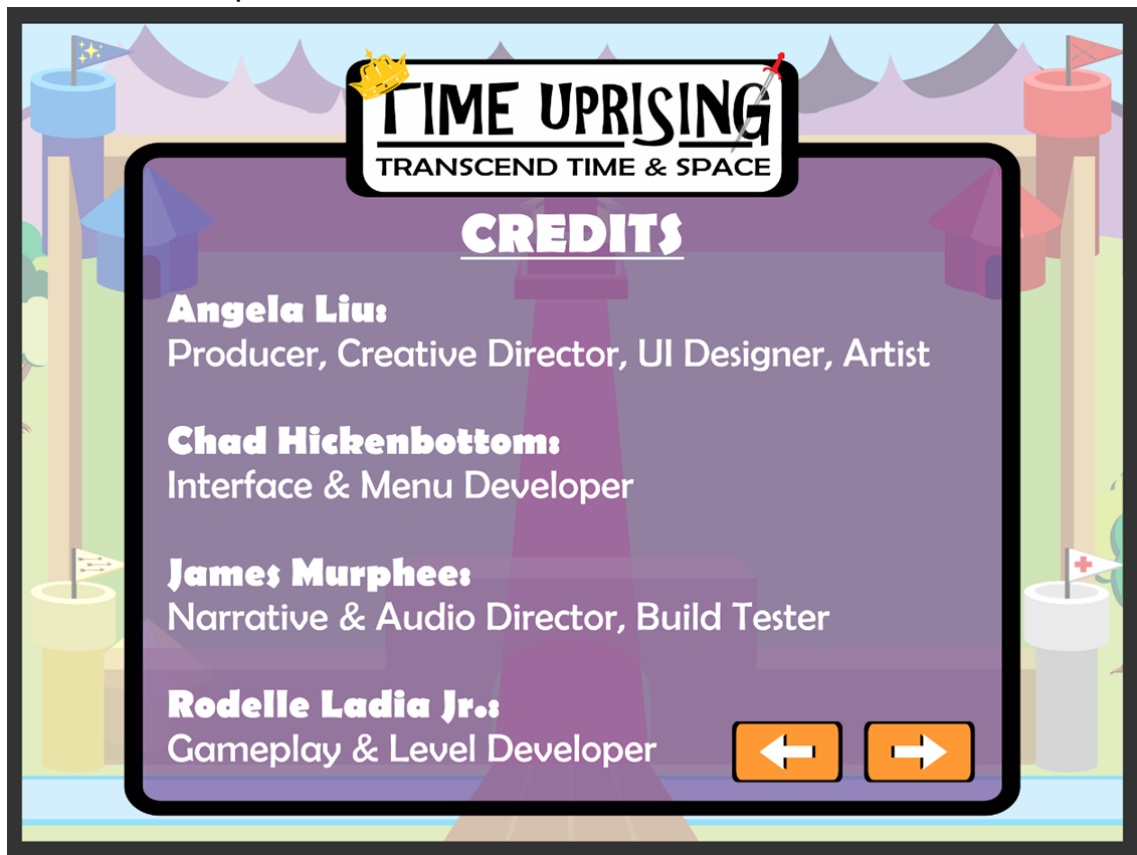 TIME UPRISING
TRANSCEND TIME & SPACE
CREDITS
Angela Liu:
Producer, Creative Director, UI Designer, Artist
Chad Hickenbottom:
Interface & Menu Developer
James Murphee:
Narrative & Audio Director, Build Tester
Rodelle Ladia Jr.:
Gameplay & Level Developer